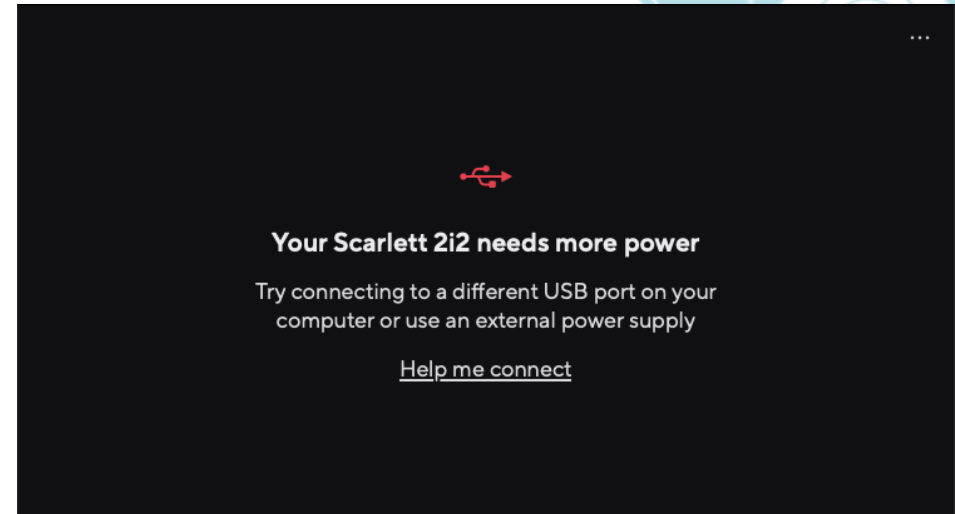 ...
Your Scarlett 2i2 needs more power
Try connecting to a different USB port on your
computer or use an external power supply
Help me connect